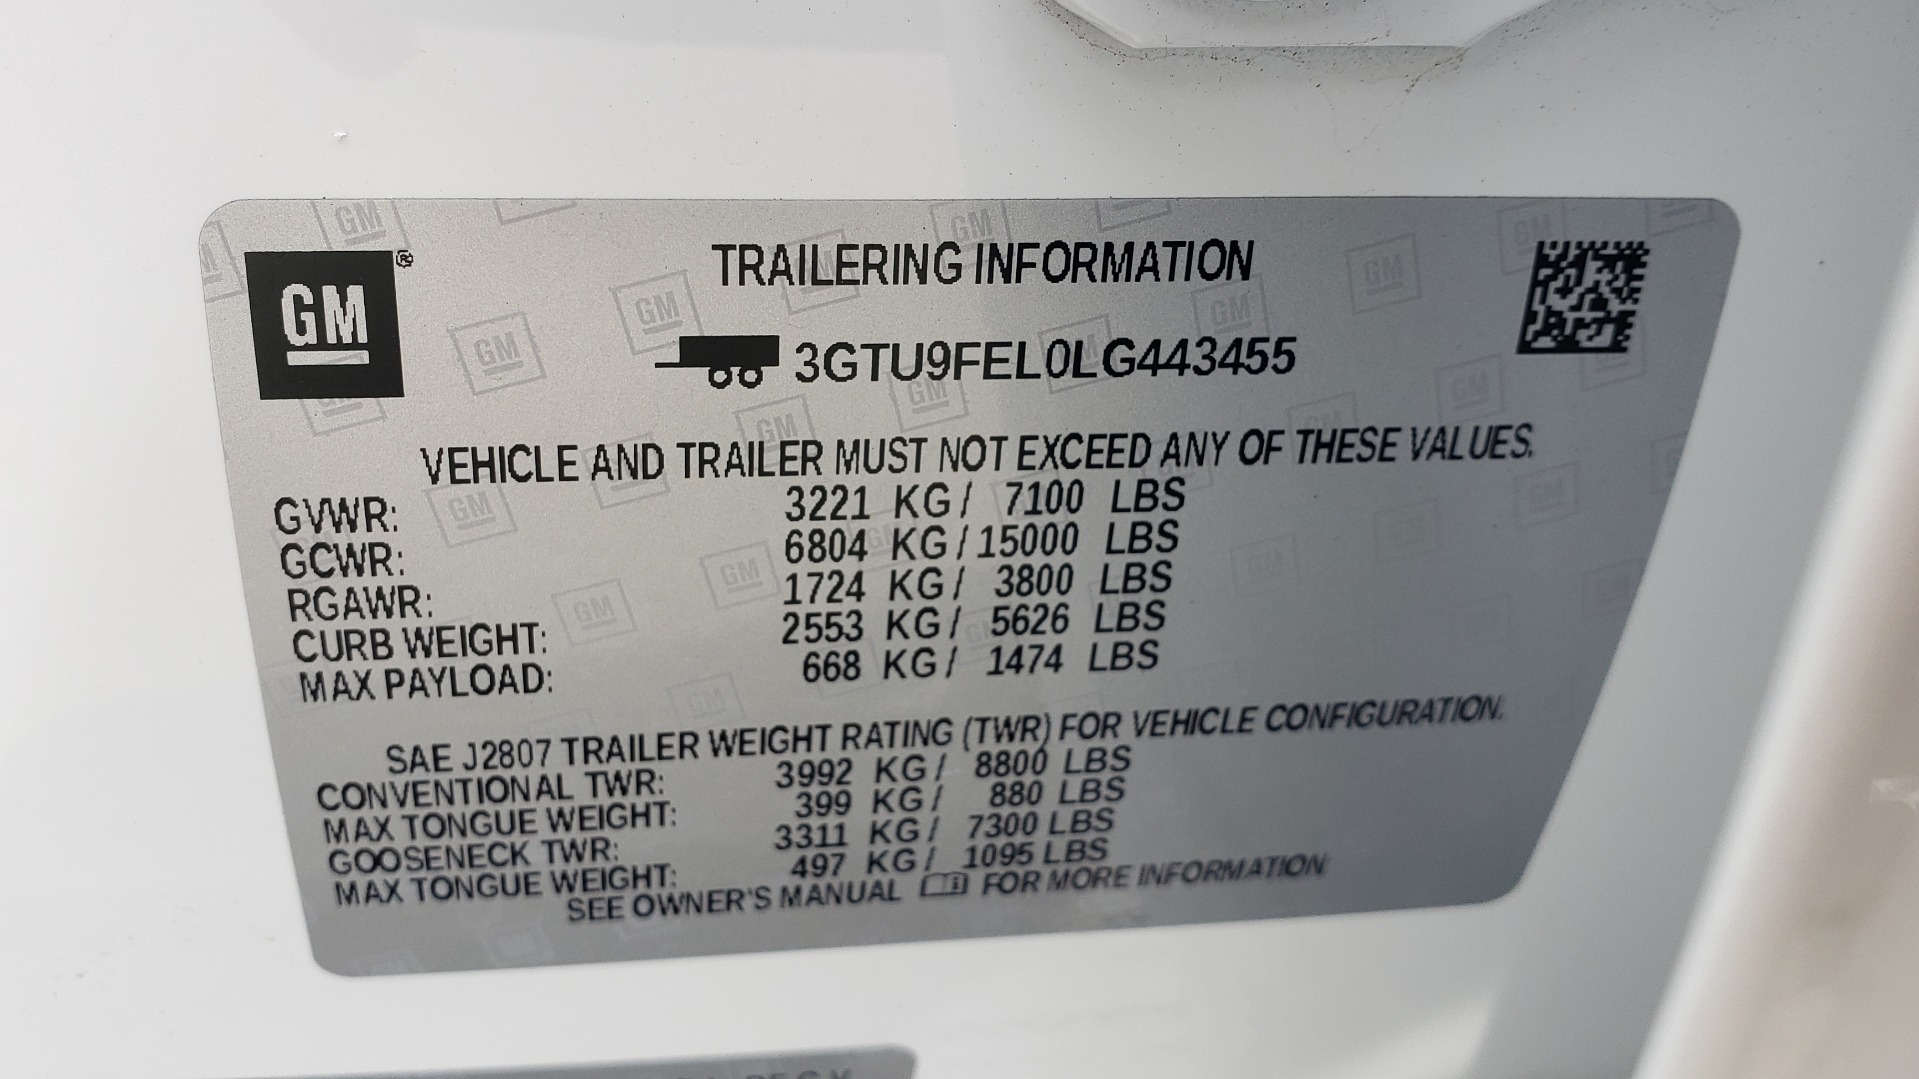 GM ®
TRAILERING INFORMATION
3GTU9FEL0LG443455
VEHICLE AND TRAILER MUST NOT EXCEED ANY OF THESE VALUES.
GVWR: 3221 KG/ 7100 LBS
GCWR: 6804 KG/15000 LBS
RGAWR: 1724 KG/ 3800 LBS
CURB WEIGHT: 2553 KG/ 5626 LBS
MAX PAYLOAD: 668 KG/ 1474 LBS
SAE J2807 TRAILER WEIGHT RATING (TWR) FOR VEHICLE CONFIGURATION.
CONVENTIONAL TWR: 3992 KG/ 8800 LBS
MAX TONGUE WEIGHT: 399 KG/ 880 LBS
GOOSENECK TWR: 3311 KG/ 7300 LBS
MAX TONGUE WEIGHT: 497 KG/ 1095 LBS
SEE OWNER'S MANUAL FOR MORE INFORMATION